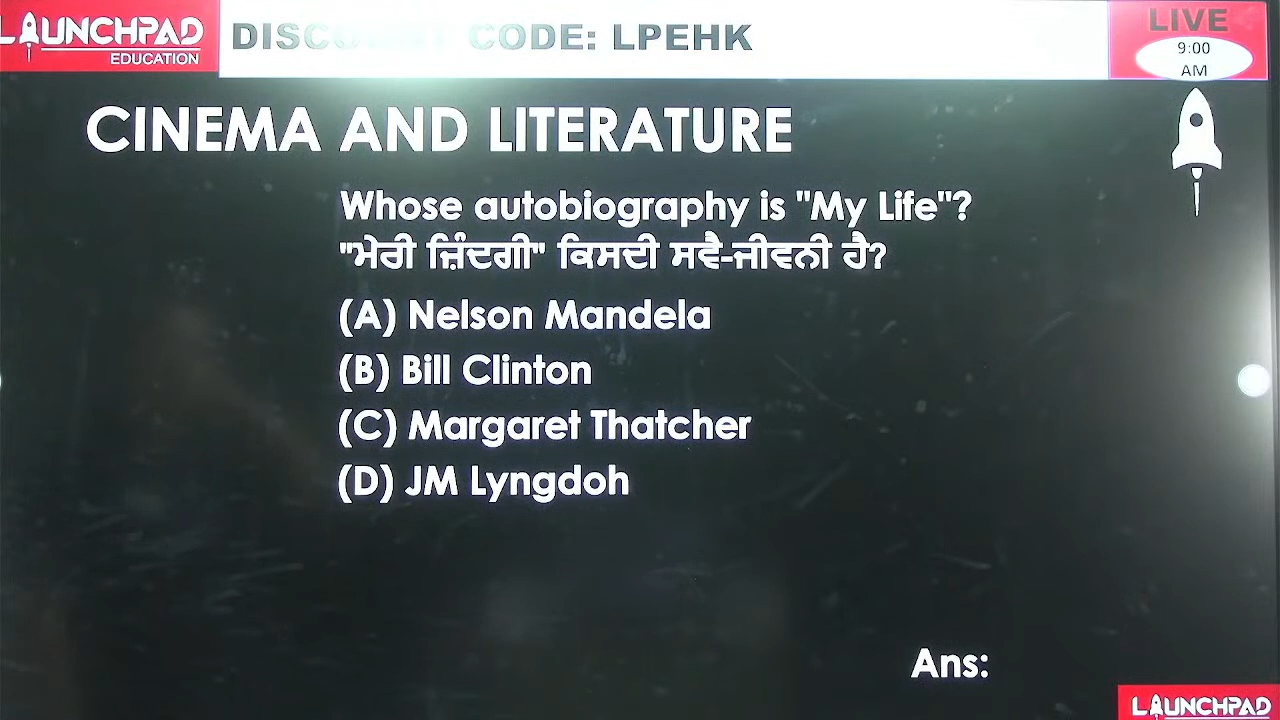 LAUNCHPAD
EDUCATION
DISCOVERY CODE: LPEHK
LIVE
9:00
AM
CINEMA AND LITERATURE
Whose autobiography is "My Life"?
"ਮੇਰੀ ਜ਼ਿੰਦਗੀ" ਕਿਸਦੀ ਸਵੈ-ਜੀਵਨੀ ਹੈ?
(A) Nelson Mandela
(B) Bill Clinton
(C) Margaret Thatcher
(D) JM Lyngdoh
Ans:
LAUNCHPAD